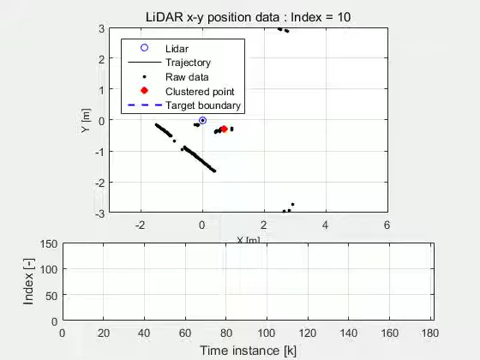 LiDAR x-y position data : Index = 10
3
2
1
0
-1
-2
-3
Y [m]
Lidar
Trajectory
Raw data
Clustered point
Target boundary
-2 0 2 4 6
X [m]
150
100
50
0
Index [-]
0 20 40 60 80 100 120 140 160 180
Time instance [k]